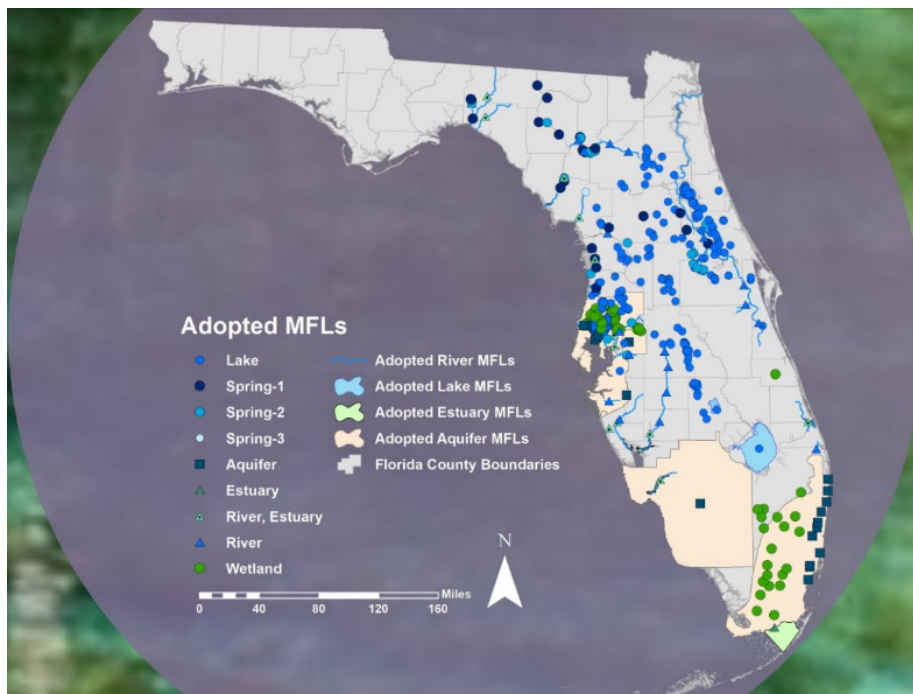 Adopted MFLs
Lake
Spring-1
Spring-2
Spring-3
Aquifer
Estuary
River, Estuary
River
Wetland
Adopted River MFLs
Adopted Lake MFLs
Adopted Estuary MFLs
Adopted Aquifer MFLs
Florida County Boundaries
N
Miles
0 20 40 80 120 160